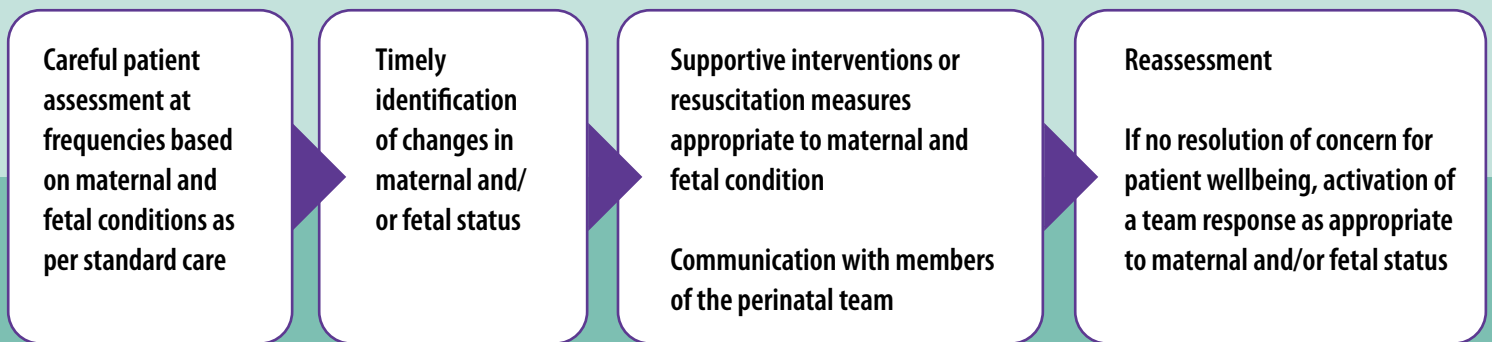 Careful patient
assessment at
frequencies based
on maternal and
fetal conditions as
per standard care
Timely
identification
of changes in
maternal and/
or fetal status
Supportive interventions or
resuscitation measures
appropriate to maternal and
fetal condition
Communication with members
of the perinatal team
Reassessment
If no resolution of concern for
patient wellbeing, activation of
a team response as appropriate
to maternal and/or fetal status